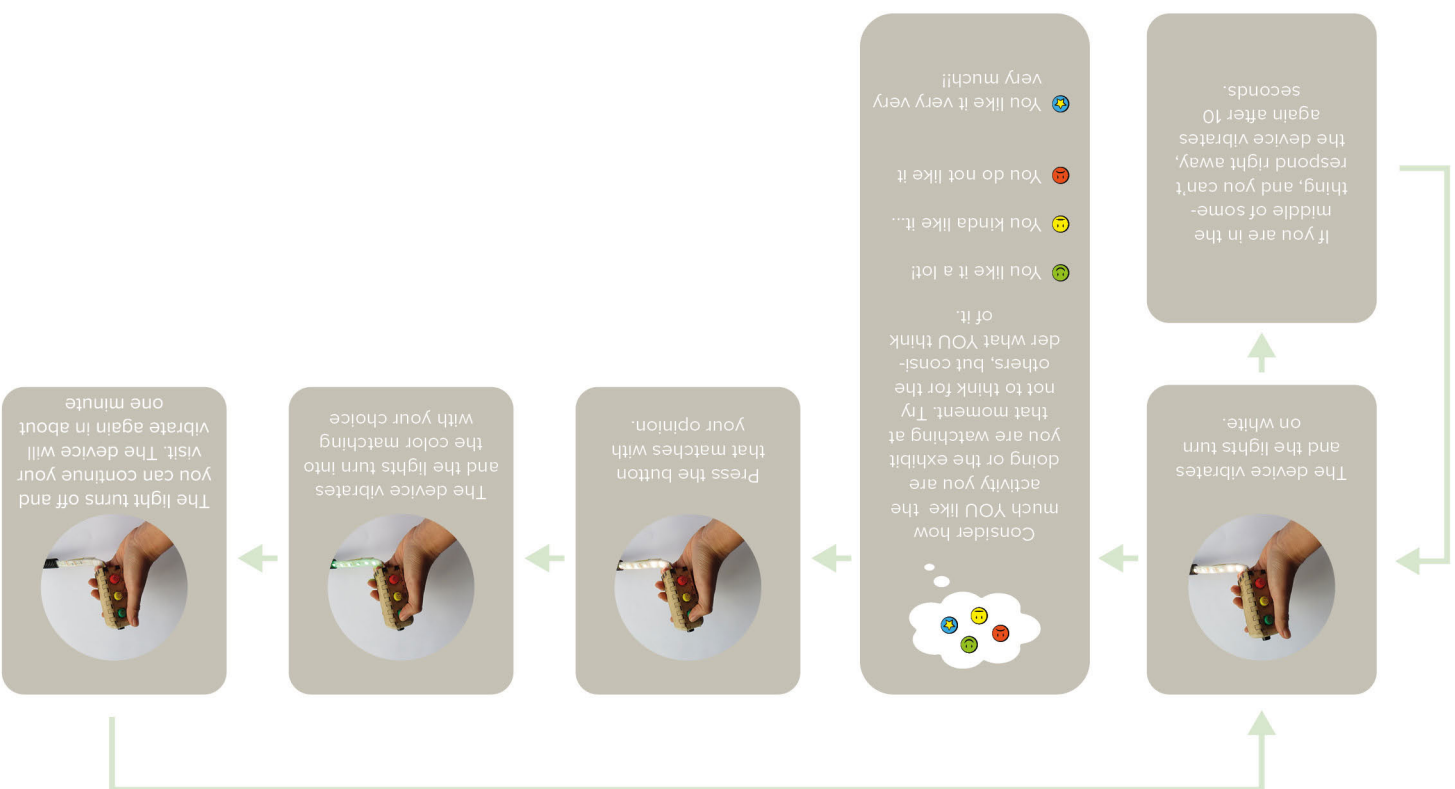 The device vibrates
and the lights turn
on white.
If you are in the
middle of some-
thing, and you can't
respond right away,
the device vibrates
again after 10
seconds.
Consider how
much YOU like the
activity you are
doing or the exhibit
you are watching at
that moment. Try
not to think for the
others, but consi-
der what YOU think
of it.
You like it a lot!
You kinda like it...
You do not like it
You like it very very
very much!!
Press the button
that matches with
your opinion.
The device vibrates
and the lights turn into
the color matching
with your choice
The light turns off and
you can continue your
visit. The device will
vibrate again in about
one minute